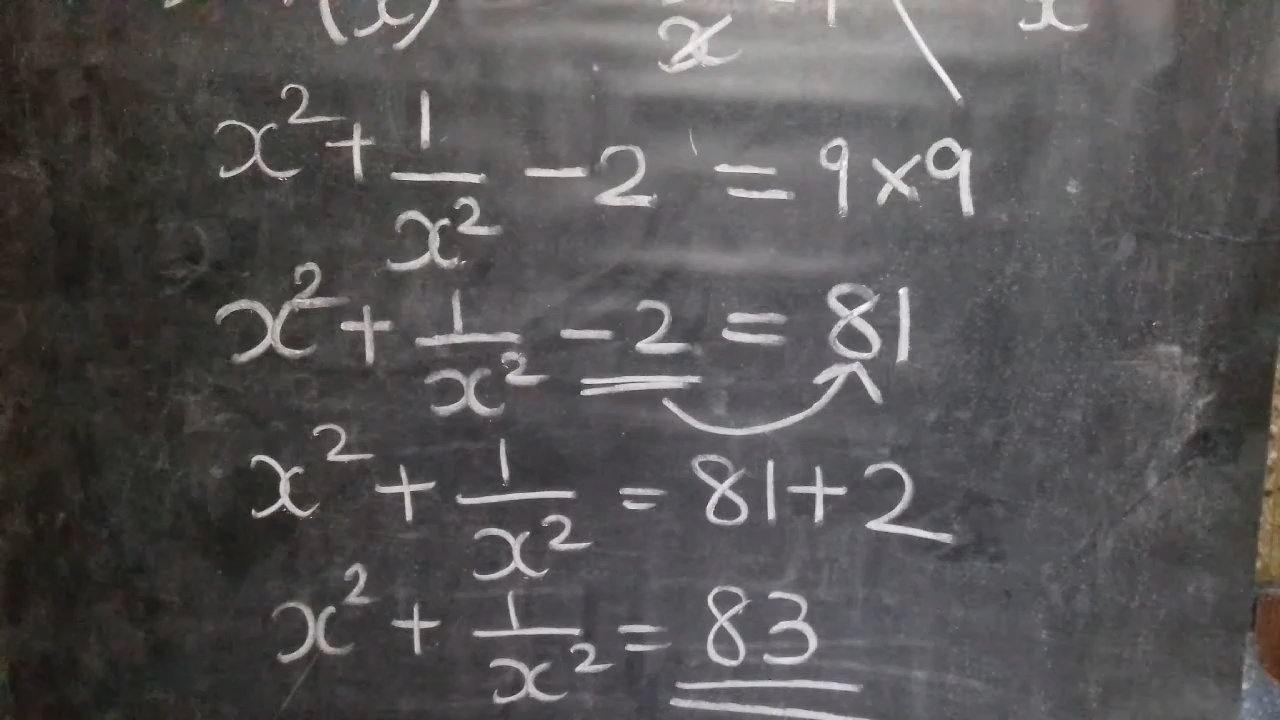 (x) x x
x² + 1/x² - 2 = 9 × 9
x² + 1/x² - 2 = 81
x² + 1/x² = 81 + 2
x² + 1/x² = 83